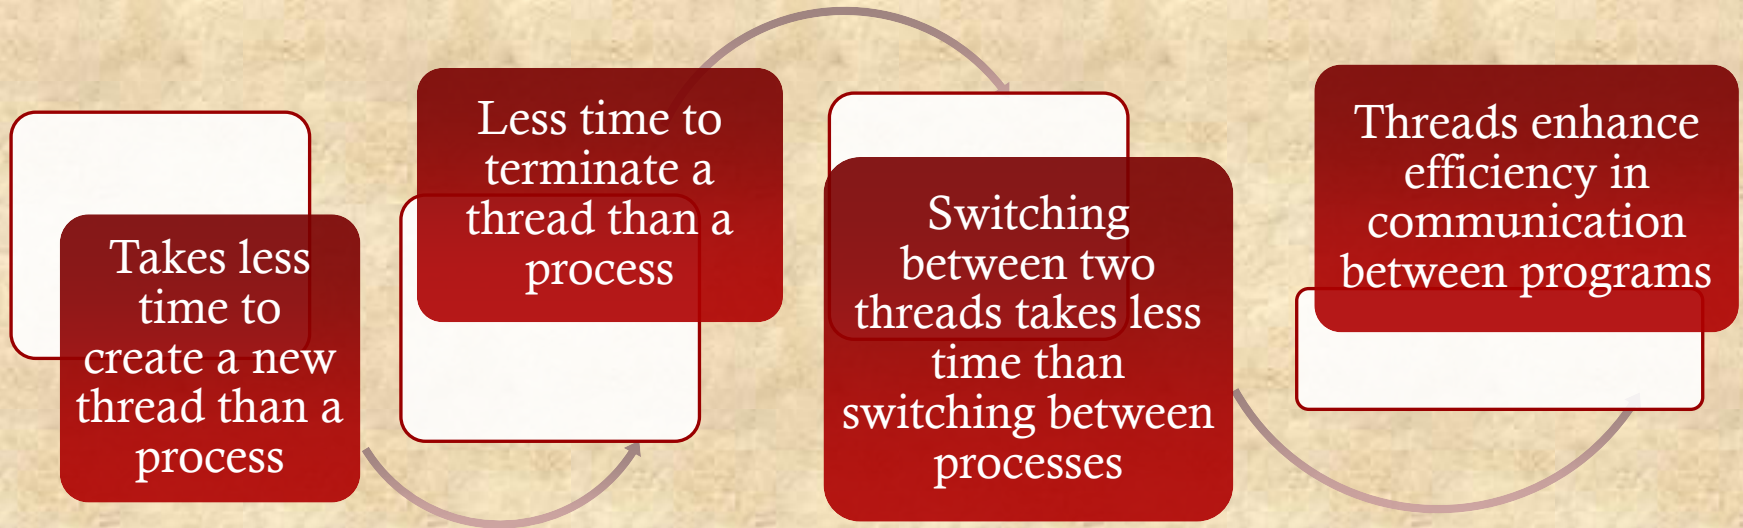 Takes less
time to
create a new
thread than a
process
Less time to
terminate a
thread than a
process
Switching
between two
threads takes less
time than
switching between
processes
Threads enhance
efficiency in
communication
between programs